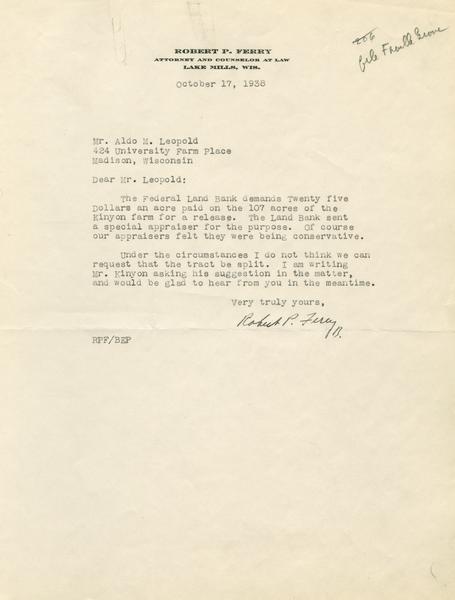 206
file Faville Grove
ROBERT P. FERRY
ATTORNEY AND COUNSELOR AT LAW
LAKE MILLS, WIS.
October 17, 1938
Mr. Aldo M. Leopold
424 University Farm Place
Madison, Wisconsin
Dear Mr. Leopold:
The Federal Land Bank demands Twenty five
Dollars an acre paid on the 107 acres of the
Kinyon farm for a release. The Land Bank sent
a special appraiser for the purpose. Of course
our appraisers felt they were being conservative.
Under the circumstances I do not think we can
request that the tract be split. I am writing
Mr. Kinyon asking his suggestion in the matter,
and would be glad to hear from you in the meantime.
Very truly yours,
Robert P. Ferry
B.
RPF/BEP